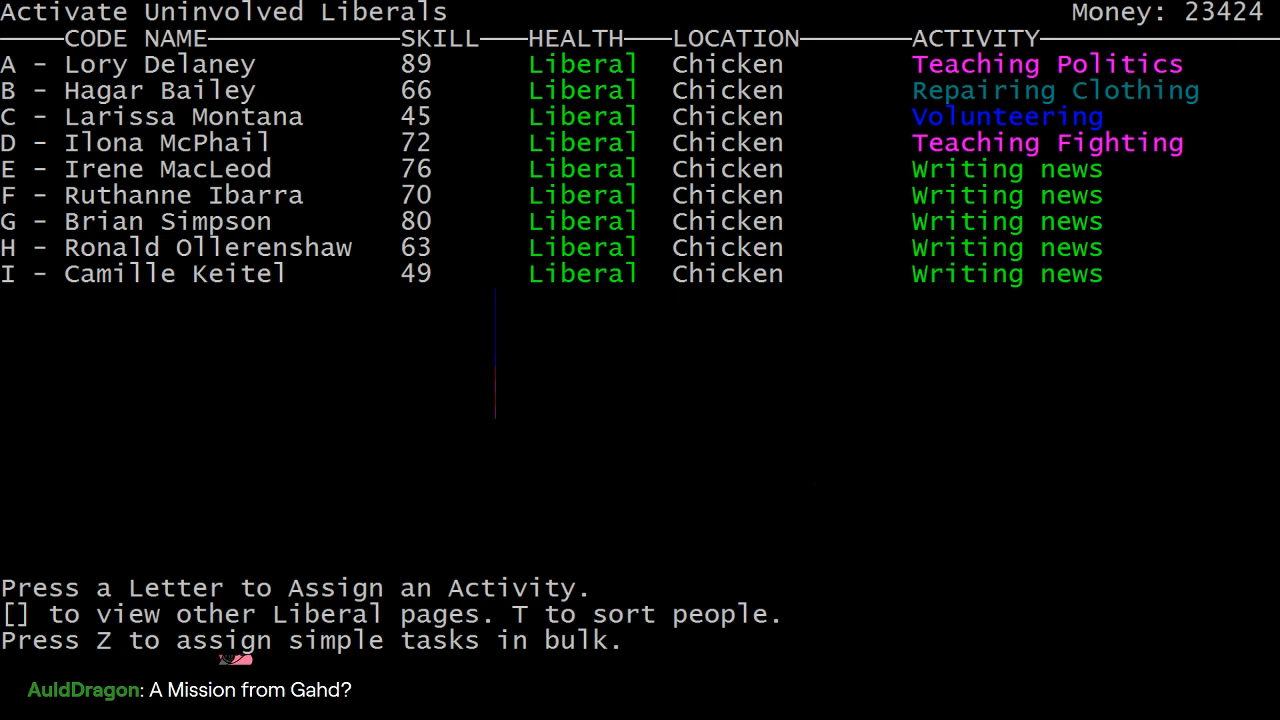 Activate Uninvolved Liberals Money: 23424
CODE NAME SKILL HEALTH LOCATION ACTIVITY
A - Lory Delaney 89 Liberal Chicken Teaching Politics
B - Hagar Bailey 66 Liberal Chicken Repairing Clothing
C - Larissa Montana 45 Liberal Chicken Volunteering
D - Ilona McPhail 72 Liberal Chicken Teaching Fighting
E - Irene MacLeod 76 Liberal Chicken Writing news
F - Ruthanne Ibarra 70 Liberal Chicken Writing news
G - Brian Simpson 80 Liberal Chicken Writing news
H - Ronald Ollerenshaw 63 Liberal Chicken Writing news
I - Camille Keitel 49 Liberal Chicken Writing news
Press a Letter to Assign an Activity.
[] to view other Liberal pages. T to sort people.
Press Z to assign simple tasks in bulk.
AuldDragon: A Mission from Gahd?